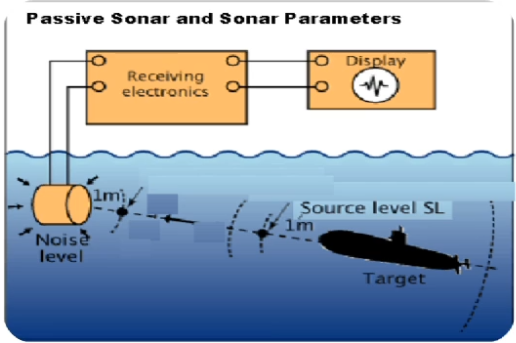 Passive Sonar and Sonar Parameters
Receiving
electronics
Display
1m
Source level SL
1m
Noise
level
Target